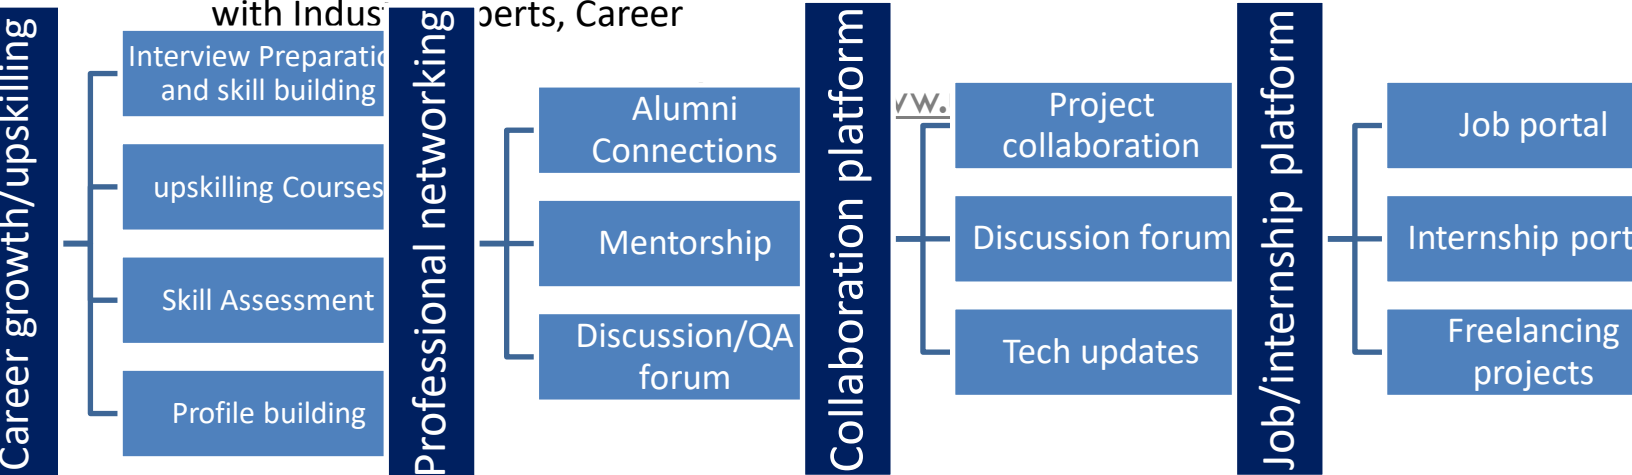 with Indus perts, Career
Career growth/upskilling
Interview Preparatio
and skill building
upskilling Courses
Skill Assessment
Profile building
Professional networking
Alumni
Connections
Mentorship
Discussion/QA
forum
Collaboration platform
Project
collaboration
Discussion forum
Tech updates
Job/internship platform
Job portal
Internship port
Freelancing
projects